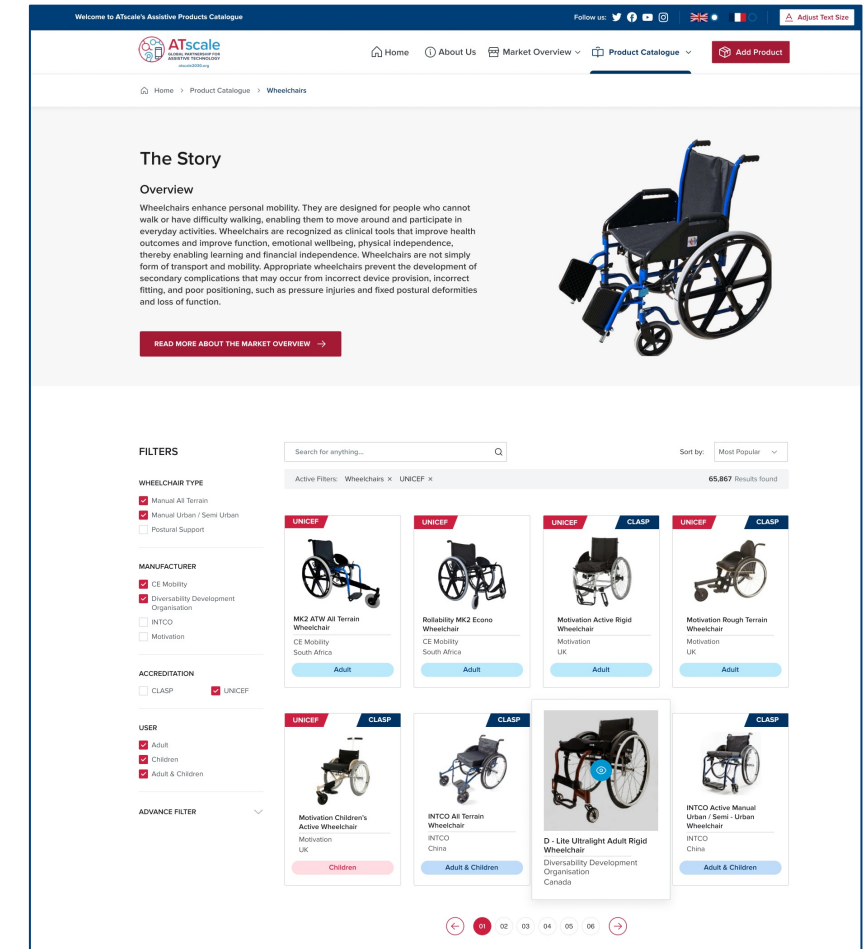 Welcome to ATscale's Assistive Products Catalogue
Follow us:
Adjust Text Size
ATscale
GLOBAL PARTNERSHIP FOR
ASSISTIVE TECHNOLOGY
atscale2030.org
Home
About Us
Market Overview
Product Catalogue
Add Product
Home > Product Catalogue > Wheelchairs
The Story
Overview
Wheelchairs enhance personal mobility. They are designed for people who cannot
walk or have difficulty walking, enabling them to move around and participate in
everyday activities. Wheelchairs are recognized as clinical tools that improve health
outcomes and improve function, emotional wellbeing, physical independence,
thereby enabling learning and financial independence. Wheelchairs are not simply
form of transport and mobility. Appropriate wheelchairs prevent the development of
secondary complications that may occur from incorrect device provision, incorrect
fitting, and poor positioning, such as pressure injuries and fixed postural deformities
and loss of function.
READ MORE ABOUT THE MARKET OVERVIEW →
FILTERS
WHEELCHAIR TYPE
Manual All Terrain
Manual Urban / Semi Urban
Postural Support
MANUFACTURER
CE Mobility
Diversability Development
Organisation
INTCO
Motivation
ACCREDITATION
CLASP
UNICEF
USER
Adult
Children
Adult & Children
ADVANCE FILTER
Search for anything...
Sort by:
Most Popular
Active Filters: Wheelchairs × UNICEF ×
65,867 Results found
UNICEF
MK2 ATW All Terrain
Wheelchair
CE Mobility
South Africa
Adult
UNICEF
Rollability MK2 Econo
Wheelchair
CE Mobility
South Africa
Adult
UNICEF
CLASP
Motivation Active Rigid
Wheelchair
Motivation
UK
Adult
UNICEF
CLASP
Motivation Rough Terrain
Wheelchair
Motivation
UK
Adult
UNICEF
CLASP
Motivation Children's
Active Wheelchair
Motivation
UK
Children
CLASP
INTCO All Terrain
Wheelchair
INTCO
China
Adult & Children
D - Lite Ultralight Adult Rigid
Wheelchair
Diversability Development
Organisation
Canada
CLASP
INTCO Active Manual
Urban / Semi - Urban
Wheelchair
INTCO
China
Adult & Children
← 01 02 03 04 05 06 →